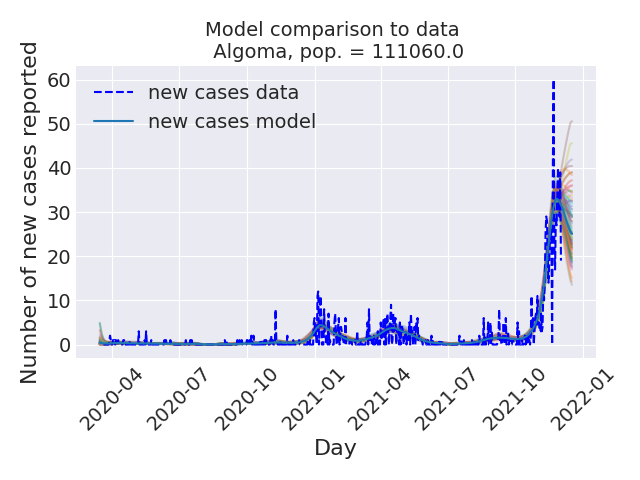 Model comparison to data
Algoma, pop. = 111060.0
Number of new cases reported
60
50
40
30
20
10
0
new cases data
new cases model
2020-04
2020-07
2020-10
2021-01
2021-04
2021-07
2021-10
2022-01
Day